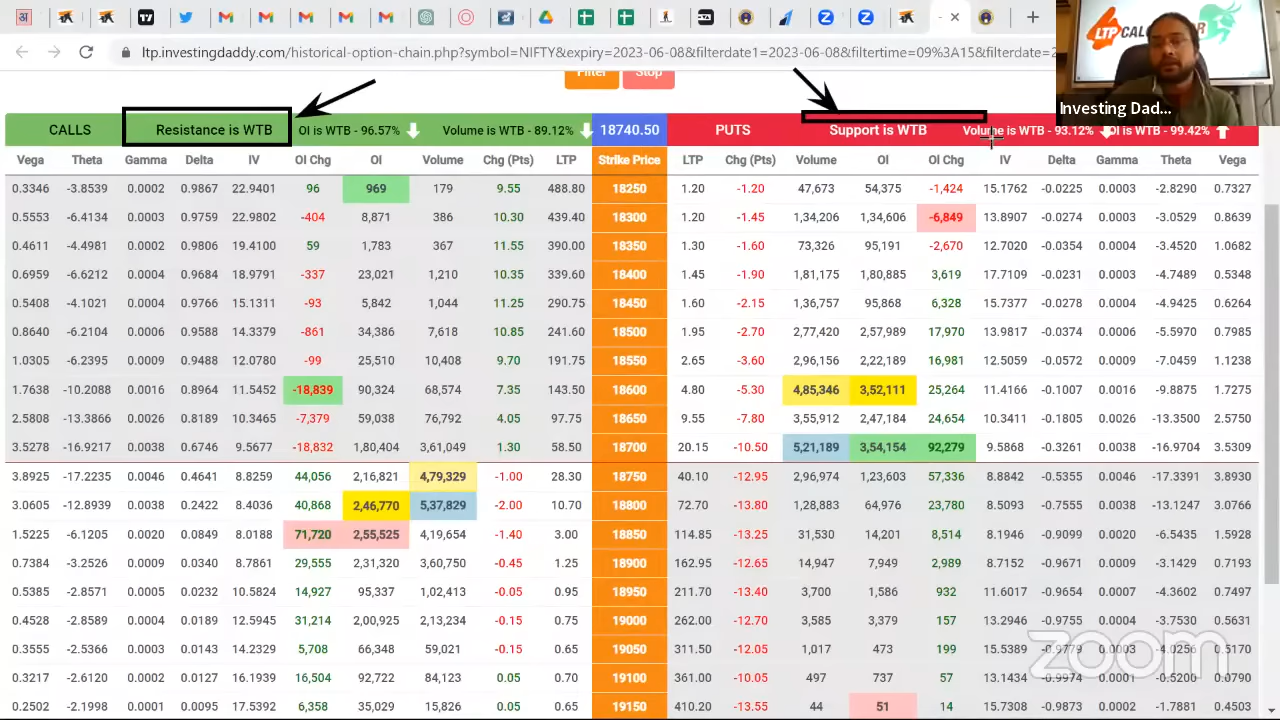 ltp.investingdaddy.com/historical-option-chain.php?symbol=NIFTY&expiry=2023-06-08&filterdate1=2023-06-08&filtertime=09%3A15&filterdate=2
LTP CALC
Investing Dad...
Filter Stop
CALLS Resistance is WTB OI is WTB - 96.57% Volume is WTB - 89.12% 18740.50 PUTS Support is WTB Volume is WTB - 93.12% OI is WTB - 99.42%
Vega Theta Gamma Delta IV OI Chg OI Volume Chg (Pts) LTP Strike Price LTP Chg (Pts) Volume OI OI Chg IV Delta Gamma Theta Vega
0.3346 -3.8539 0.0002 0.9867 22.9401 96 969 179 9.55 488.80 18250 1.20 -1.20 47,673 54,375 -1,424 15.1762 -0.0225 0.0003 -2.8290 0.7327
0.5553 -6.4134 0.0003 0.9759 22.9802 -404 8,071 386 10.30 439.40 18300 1.20 -1.45 1,34,206 1,34,606 -6,849 13.8907 -0.0274 0.0003 -3.0529 0.8639
0.4611 -4.4981 0.0002 0.9806 19.4100 59 1,783 367 11.55 390.00 18350 1.30 -1.60 73,326 95,191 -2,670 12.7020 -0.0354 0.0004 -3.4520 1.0682
0.6959 -6.6212 0.0004 0.9684 18.9791 -337 23,021 1,210 10.35 339.60 18400 1.45 -1.90 1,81,175 1,80,885 3,619 17.7109 -0.0231 0.0003 -4.7489 0.5348
0.5408 -4.1021 0.0004 0.9766 15.1311 -93 5,842 1,044 11.25 290.75 18450 1.60 -2.15 1,36,757 95,868 6,328 15.7377 -0.0278 0.0004 -4.9425 0.6264
0.8640 -6.2104 0.0006 0.9588 14.3379 -861 34,386 7,618 10.85 241.60 18500 1.95 -2.70 2,77,420 2,57,989 17,970 13.9817 -0.0374 0.0006 -5.5970 0.7985
1.0305 -6.2395 0.0009 0.9488 12.0780 -99 25,510 10,408 9.70 191.75 18550 2.65 -3.60 2,96,156 2,22,189 16,981 12.5059 -0.0572 0.0009 -7.0459 1.1238
1.7638 -10.2088 0.0016 0.8964 11.5452 -18,839 90,324 68,574 7.35 143.50 18600 4.80 -5.30 4,85,346 3,52,111 25,264 11.4166 -0.1007 0.0016 -9.8875 1.7275
2.5808 -13.3866 0.0026 0.8189 10.3465 -7,379 59,038 76,792 4.05 97.75 18650 9.55 -7.80 3,55,912 2,47,184 24,654 10.3411 -0.1805 0.0026 -13.3500 2.5750
3.5278 -16.9217 0.0038 0.6746 9.5677 -18,832 1,80,404 3,61,049 1.30 58.50 18700 20.15 -10.50 5,21,189 3,54,154 92,279 9.5868 -0.3261 0.0038 -16.9704 3.5309
3.8925 -17.2235 0.0046 0.4641 8.8259 44,056 2,16,821 4,79,329 -1.00 28.30 18750 40.10 -12.95 2,96,974 1,23,603 57,336 8.8842 -0.5355 0.0046 -17.3391 3.8930
3.0605 -12.8939 0.0038 0.2422 8.4036 40,868 2,46,770 5,37,829 -2.00 10.70 18800 72.70 -13.80 1,28,883 64,976 23,780 8.5093 -0.7555 0.0038 -13.1247 3.0766
1.5225 -6.1205 0.0020 0.0849 8.0188 71,720 2,55,525 4,19,654 -1.40 3.00 18850 114.85 -13.25 31,530 14,201 8,514 8.1946 -0.9099 0.0020 -6.5435 1.5928
0.7384 -3.2526 0.0009 8.7861 29,555 2,31,320 3,60,750 -0.45 1.25 18900 162.95 -12.65 14,947 7,949 2,989 8.7152 0.9671 0.0009 -3.1429 0.7193
0.5385 -2.8571 0.0005 10.5824 14,927 95,337 1,02,413 -0.05 0.95 18950 211.70 -13.40 3,700 1,586 932 11.6017 0.9654 0.0007 -4.3602 0.7497
0.4528 -2.8589 0.0004 0.0189 12.5945 31,214 2,00,925 2,13,234 -0.15 0.75 19000 262.00 -12.70 3,585 3,379 157 13.2946 0.9755 0.0004 -3.7530 0.5631
0.3555 -2.5366 0.0003 0.0143 14.2329 5,708 66,348 59,021 -0.15 0.65 19050 311.50 -12.05 1,017 473 199 15.5389 0.9779 0.0003 -4.0256 0.5170
0.3217 -2.6120 0.0002 0.0127 16.1939 16,504 92,722 84,123 0.05 0.70 19100 361.00 -10.05 497 737 57 13.1434 0.9974 0.0001 -0.5200 0.0790
0.2502 -2.1998 0.0001 0.0095 17.5392 6,358 35,029 15,826 0.05 0.65 19150 410.20 -13.55 44 51 14 15.7308 -0.9873 0.0002 -1.7881 0.4503
zoom